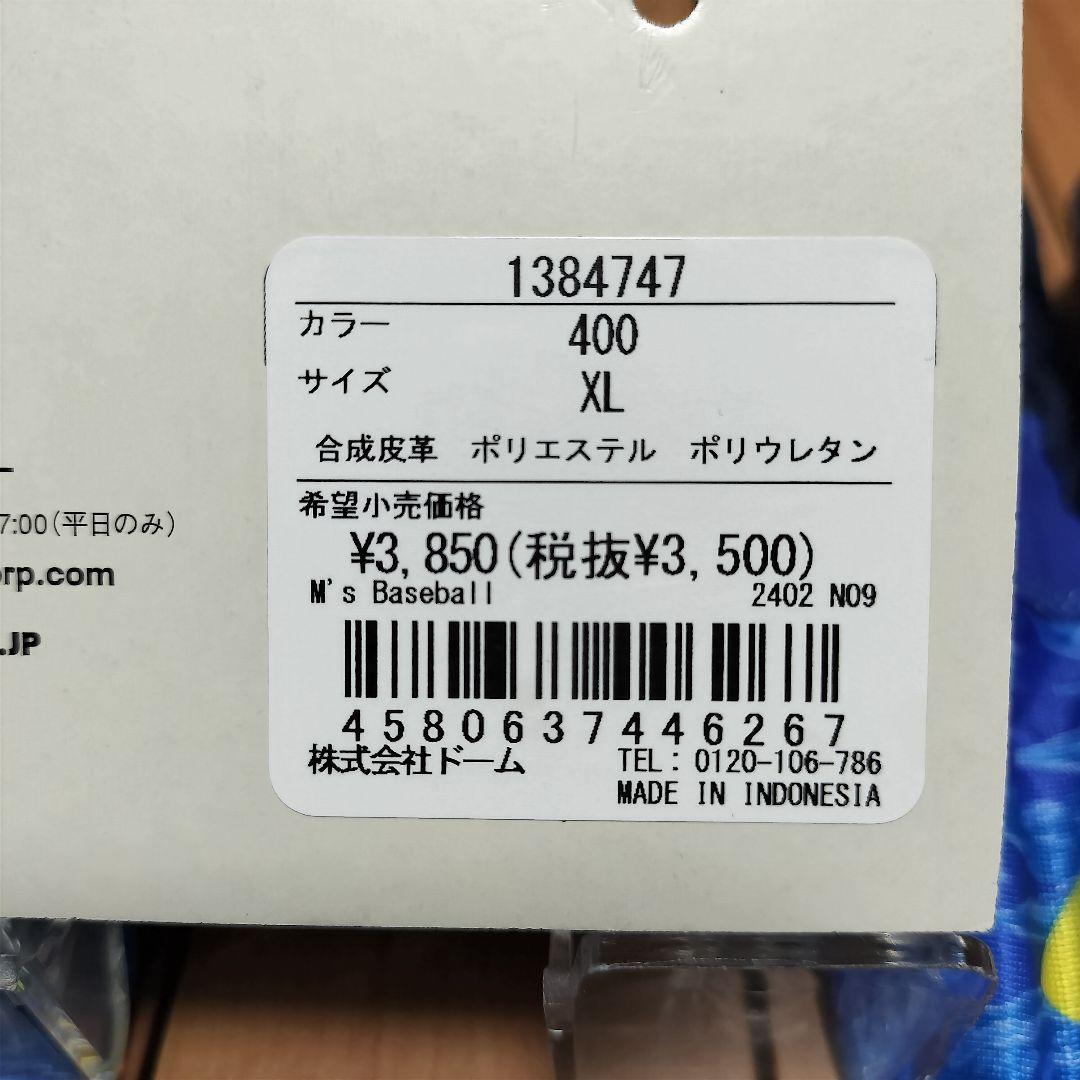 1384747
カラー 400
サイズ XL
合成皮革 ポリエステル ポリウレタン
希望小売価格
¥3,850(税抜¥3,500)
M's Baseball 2402 N09
4580637446267
株式会社ドーム TEL: 0120-106-786
MADE IN INDONESIA
7:00(平日のみ)
rp.com
.JP